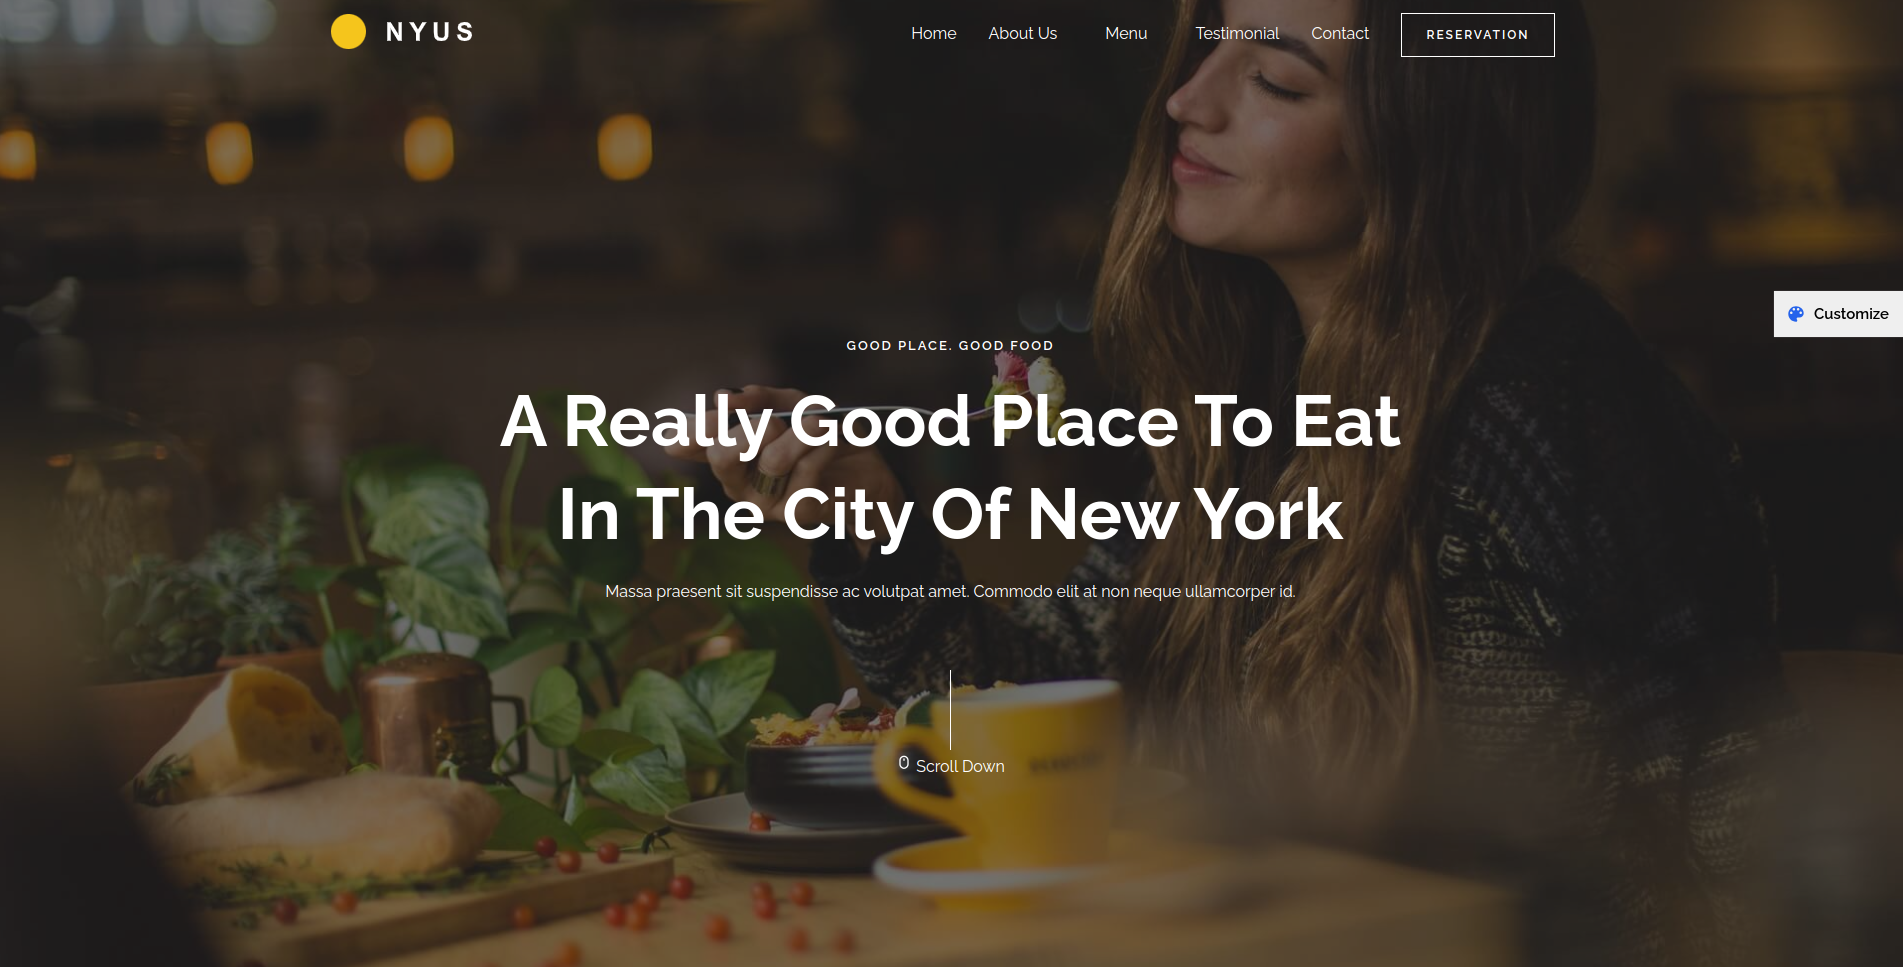 NYUS
Home About Us Menu Testimonial Contact RESERVATION
Customize
GOOD PLACE. GOOD FOOD
A Really Good Place To Eat
In The City Of New York
Massa praesent sit suspendisse ac volutpat amet. Commodo elit at non neque ullamcorper id.
Scroll Down